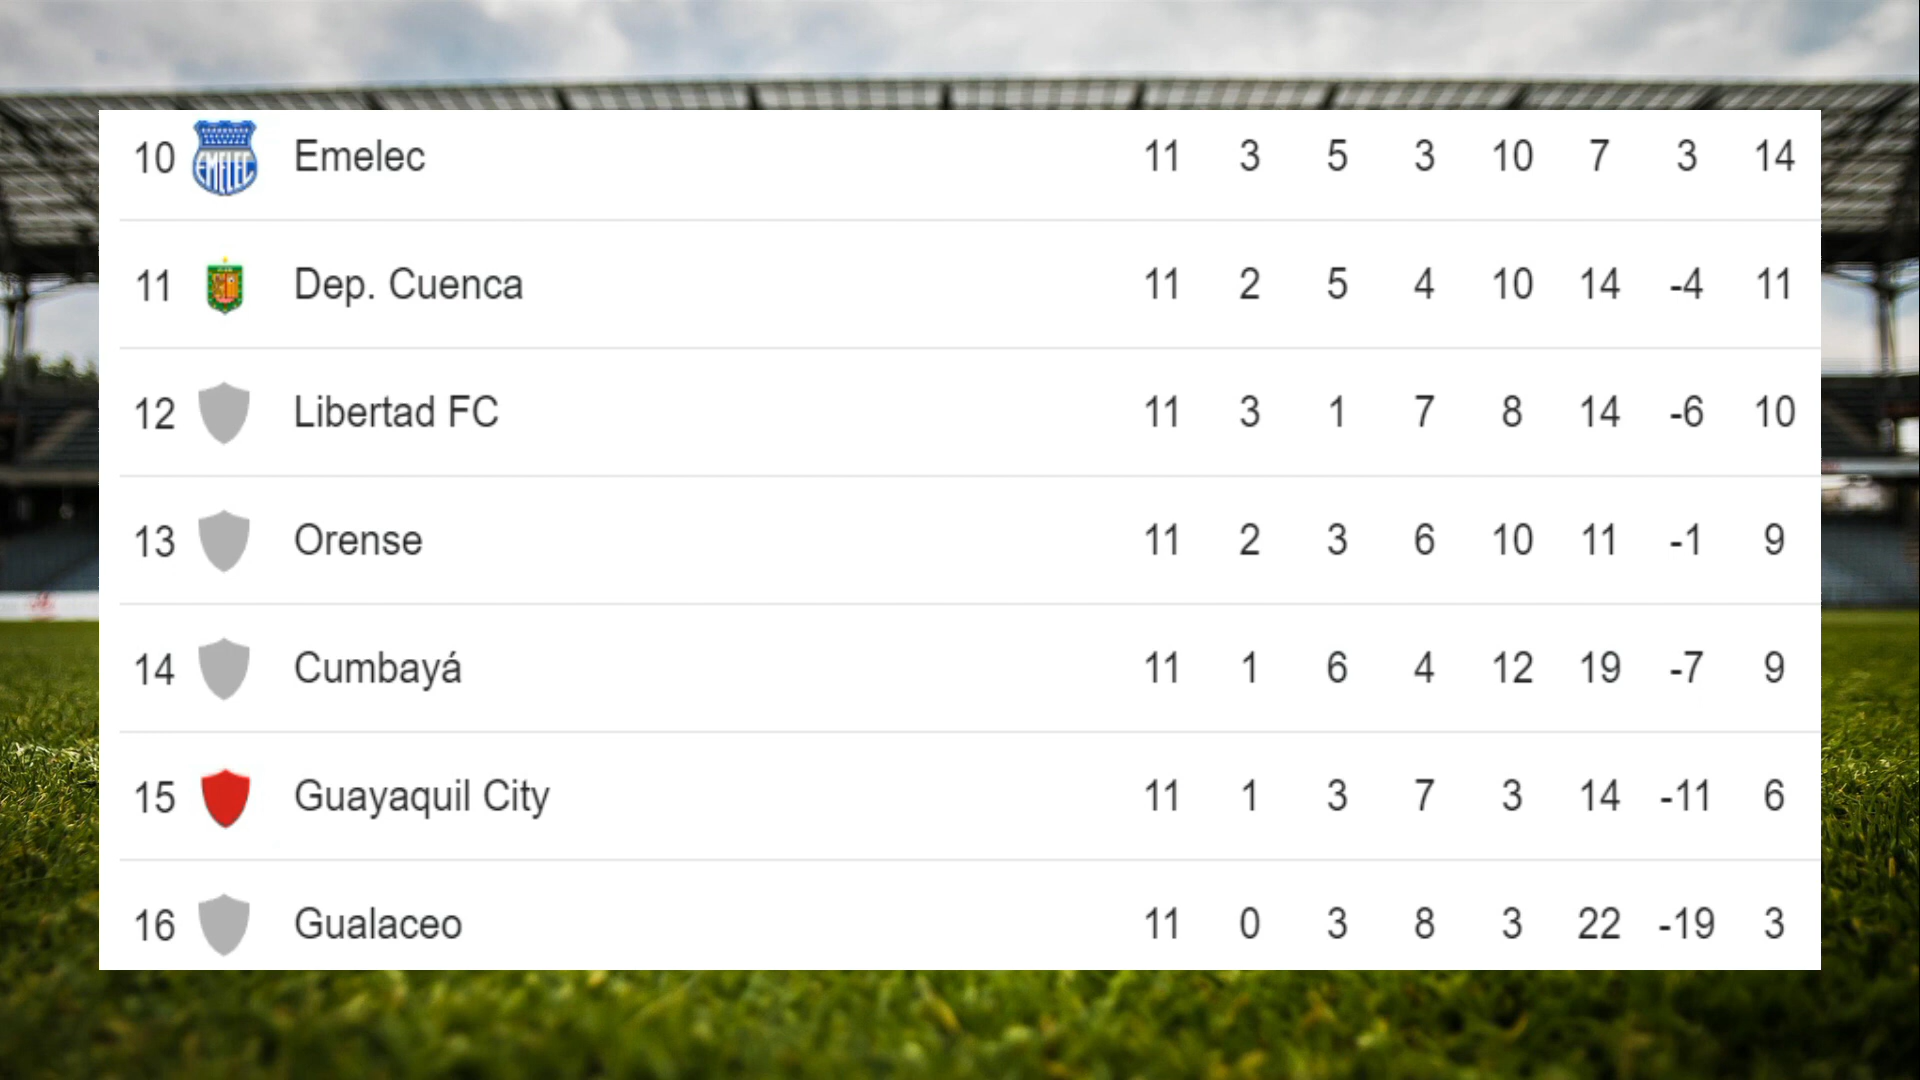 10 EMELEC Emelec 11 3 5 3 10 7 3 14
11 Dep. Cuenca 11 2 5 4 10 14 -4 11
12 Libertad FC 11 3 1 7 8 14 -6 10
13 Orense 11 2 3 6 10 11 -1 9
14 Cumbayá 11 1 6 4 12 19 -7 9
15 Guayaquil City 11 1 3 7 3 14 -11 6
16 Gualaceo 11 0 3 8 3 22 -19 3